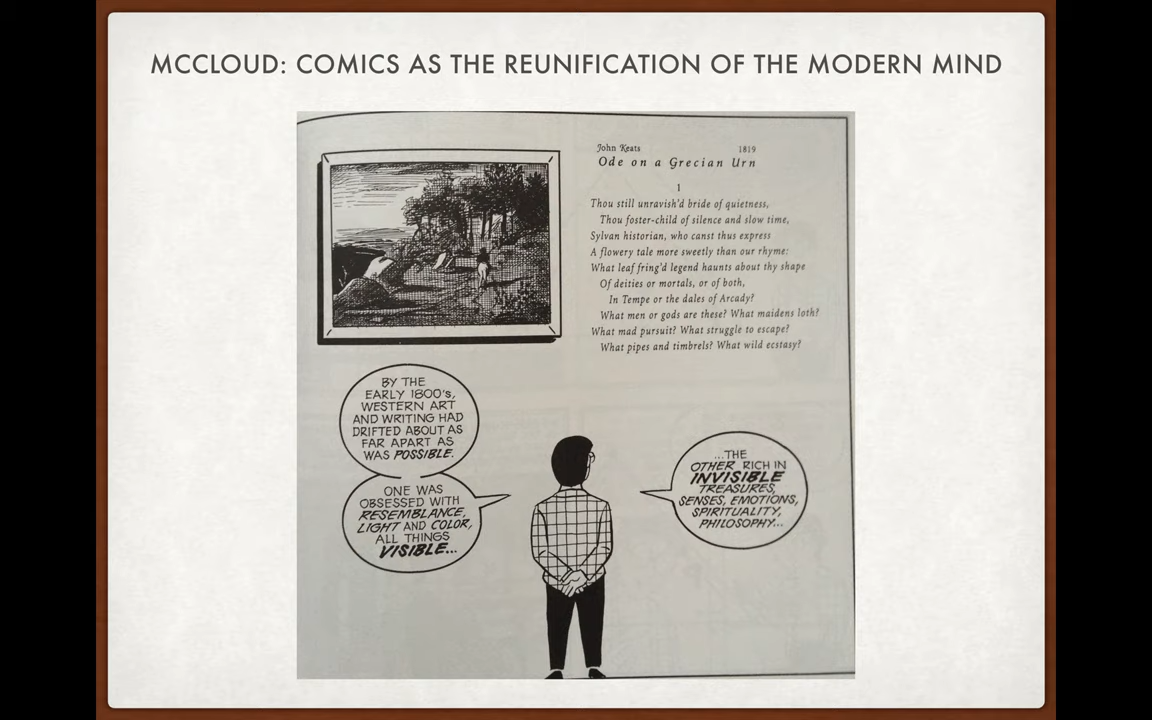 MCCLOUD: COMICS AS THE REUNIFICATION OF THE MODERN MIND
John Keats 1819
Ode on a Grecian Urn
1
Thou still unravish'd bride of quietness,
Thou foster-child of silence and slow time,
Sylvan historian, who canst thus express
A flowery tale more sweetly than our rhyme:
What leaf fring'd legend haunts about thy shape
Of deities or mortals, or of both,
In Tempe or the dales of Arcady?
What men or gods are these? What maidens loth?
What mad pursuit? What struggle to escape?
What pipes and timbrels? What wild ecstasy?
BY THE
EARLY 1800's,
WESTERN ART
AND WRITING HAD
DRIFTED ABOUT AS
FAR APART AS
WAS POSSIBLE.
ONE WAS
OBSESSED WITH
RESEMBLANCE,
LIGHT AND COLOR,
ALL THINGS
VISIBLE...
...THE
OTHER RICH IN
INVISIBLE
TREASURES,
SENSES, EMOTIONS,
SPIRITUALITY,
PHILOSOPHY...